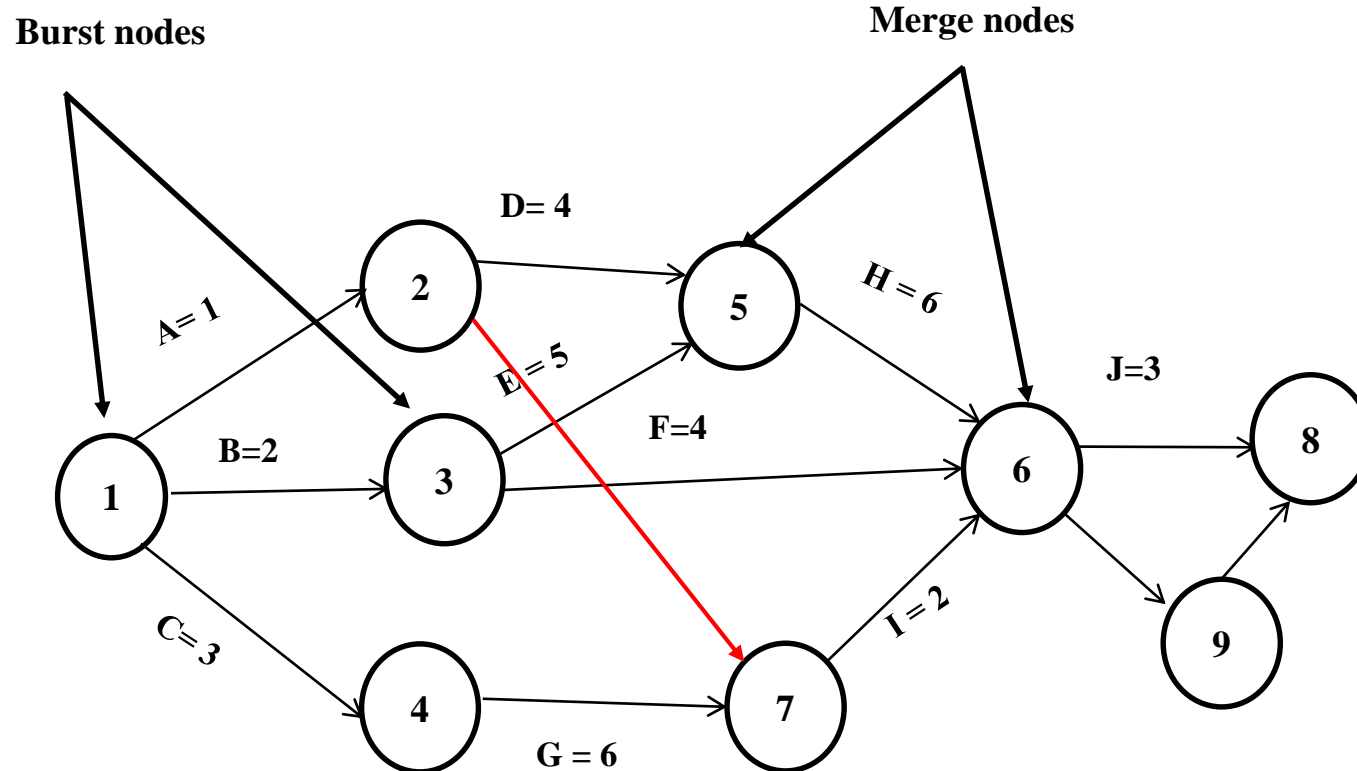 Merge nodes
Burst nodes
D= 4
2
A= 1
5
H = 6
E = 5
J=3
F=4
B=2
3
8
6
1
C= 3
I = 2
9
4
7
G = 6